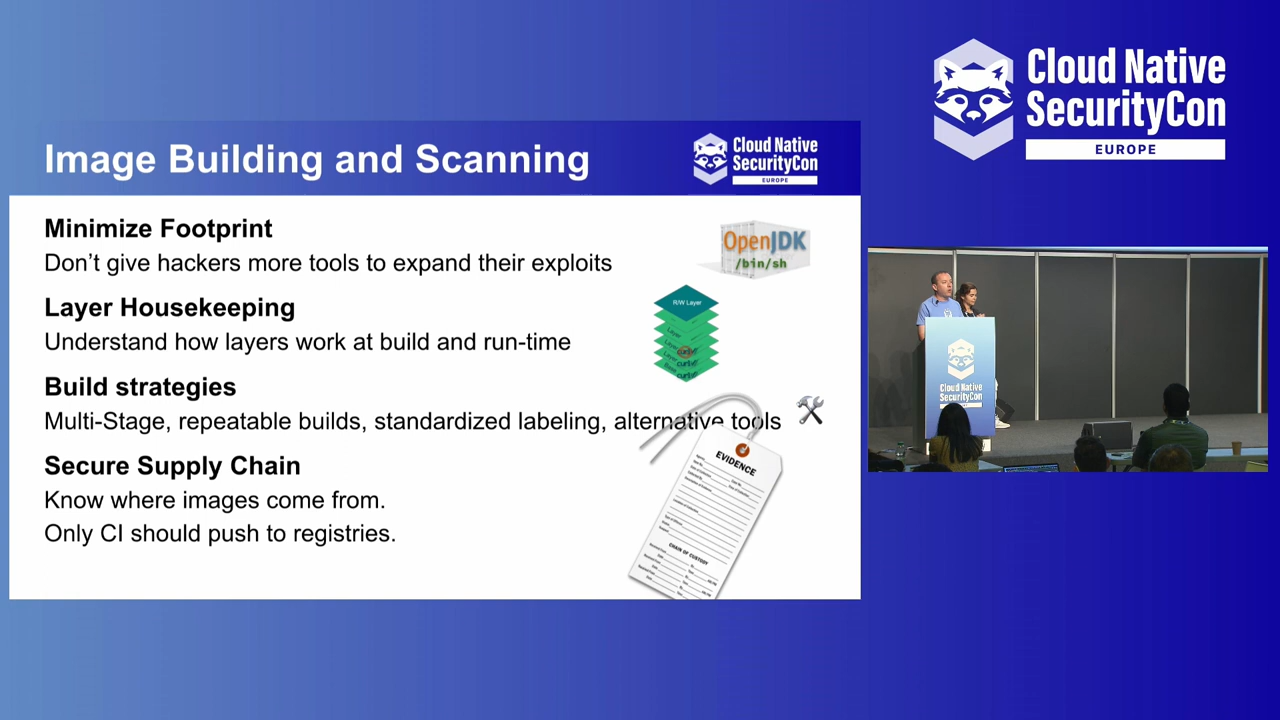 Cloud Native
SecurityCon
EUROPE
Image Building and Scanning
Cloud Native
SecurityCon
EUROPE
Minimize Footprint
Don’t give hackers more tools to expand their exploits
OpenJDK
/bin/sh
Layer Housekeeping
Understand how layers work at build and run-time
R/W Layer
Layer
Layer
Layer
Build strategies
Multi-Stage, repeatable builds, standardized labeling, alternative tools
EVIDENCE
Secure Supply Chain
Know where images come from.
Only CI should push to registries.
CHAIN OF CUSTODY
Cloud Native
SecurityCon